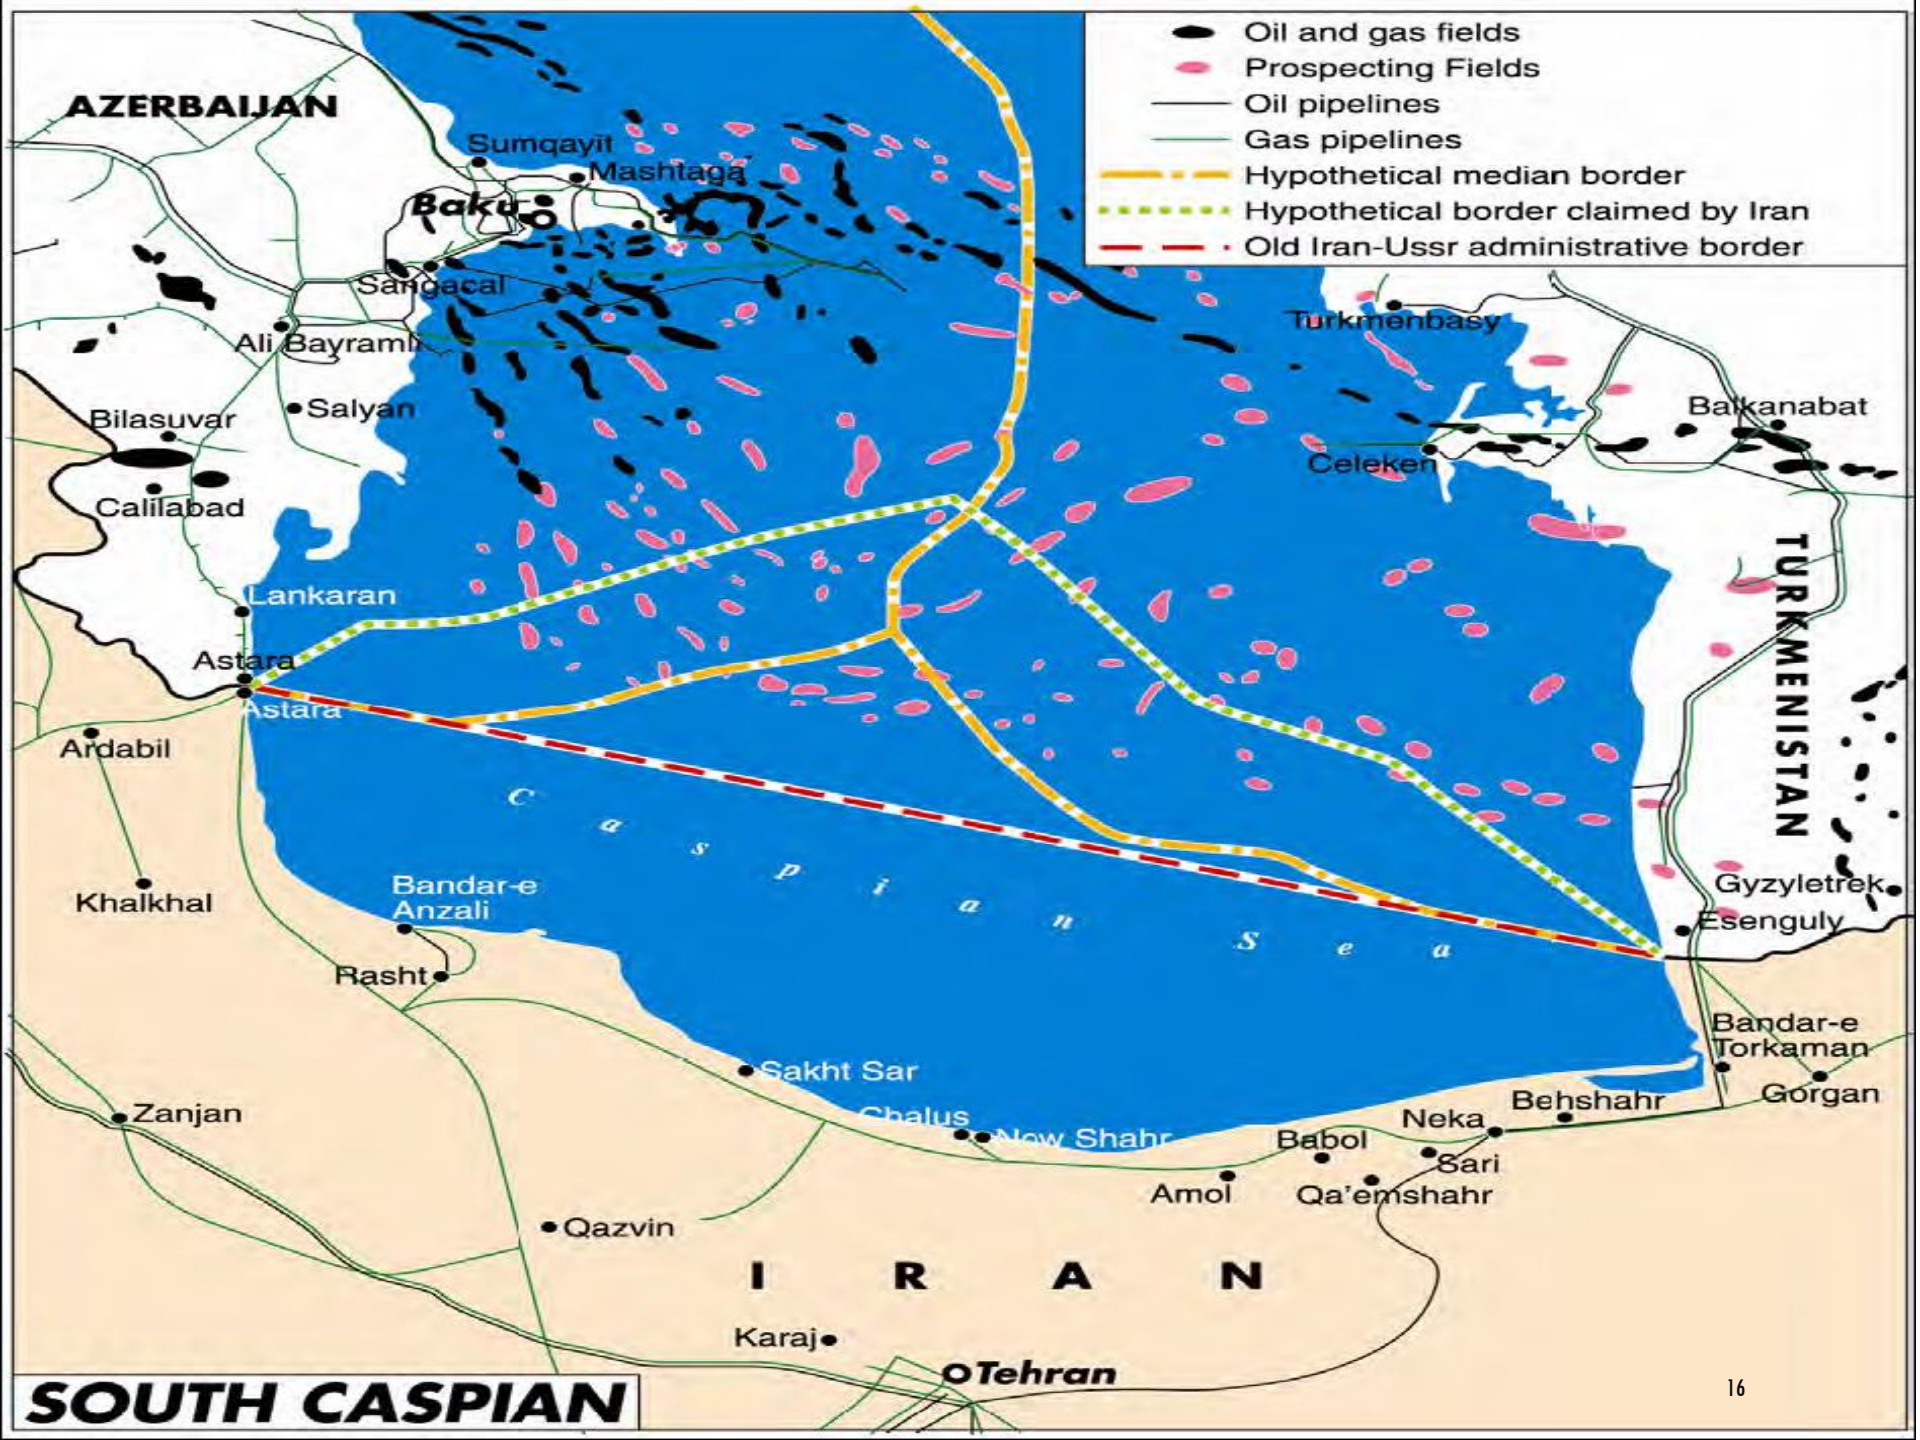 Oil and gas fields
Prospecting Fields
Oil pipelines
Gas pipelines
Hypothetical median border
Hypothetical border claimed by Iran
Old Iran-Ussr administrative border
AZERBAIJAN
Sumqayit
Mashtaga
Baku
Sangacal
Ali Bayramli
Turkmenbasy
Bilasuvar
Salyan
Balkanabat
Celeken
Calilabad
TURKMENISTAN
Lankaran
Astara
Astara
Ardabil
Caspian Sea
Khalkhal
Bandar-e
Anzali
Gyzyletrek
Esenguly
Rasht
Bandar-e
Torkaman
Sakht Sar
Gorgan
Zanjan
Chalus
Now Shahr
Behshahr
Neka
Babol
Sari
Amol
Qa'emshahr
Qazvin
IRAN
Karaj
Tehran
16
SOUTH CASPIAN